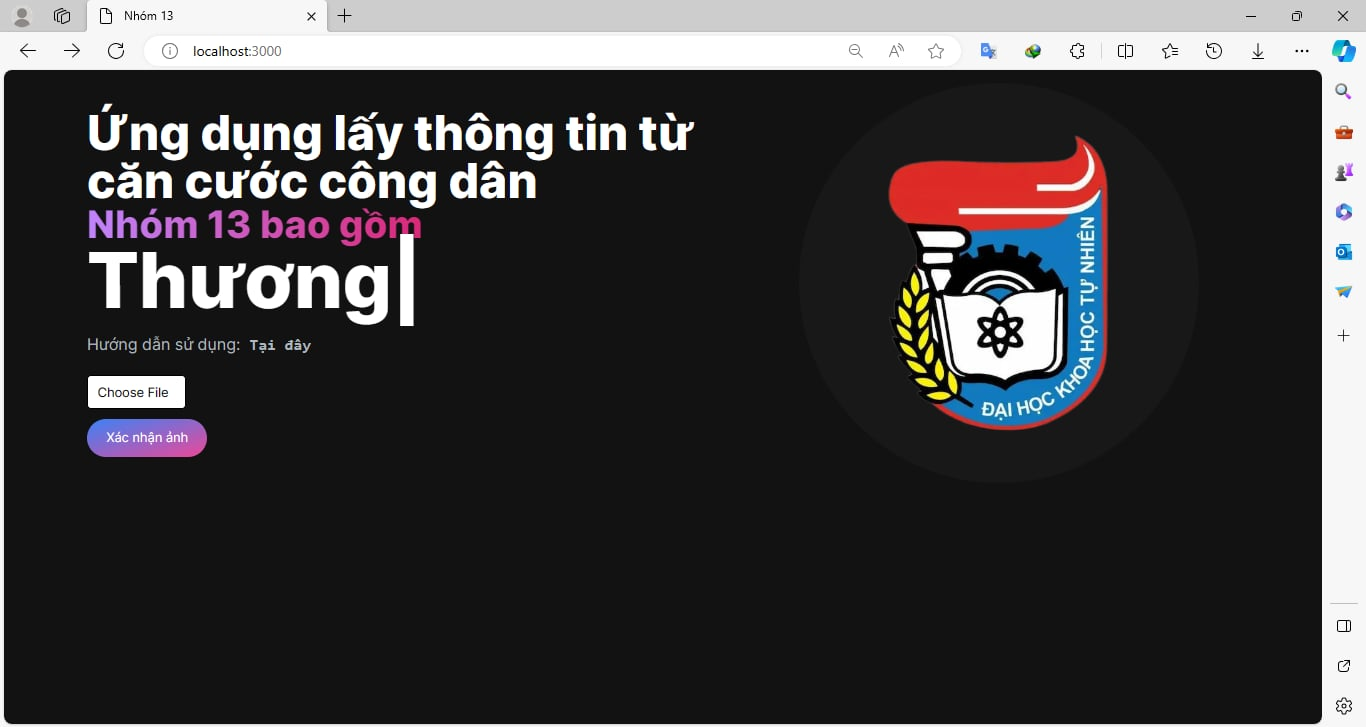 Nhóm 13
localhost:3000
Ứng dụng lấy thông tin từ
căn cước công dân
Nhóm 13 bao gồm
Thương
Hướng dẫn sử dụng: Tại đây
Choose File
Xác nhận ảnh
ĐẠI HỌC KHOA HỌC TỰ NHIÊN